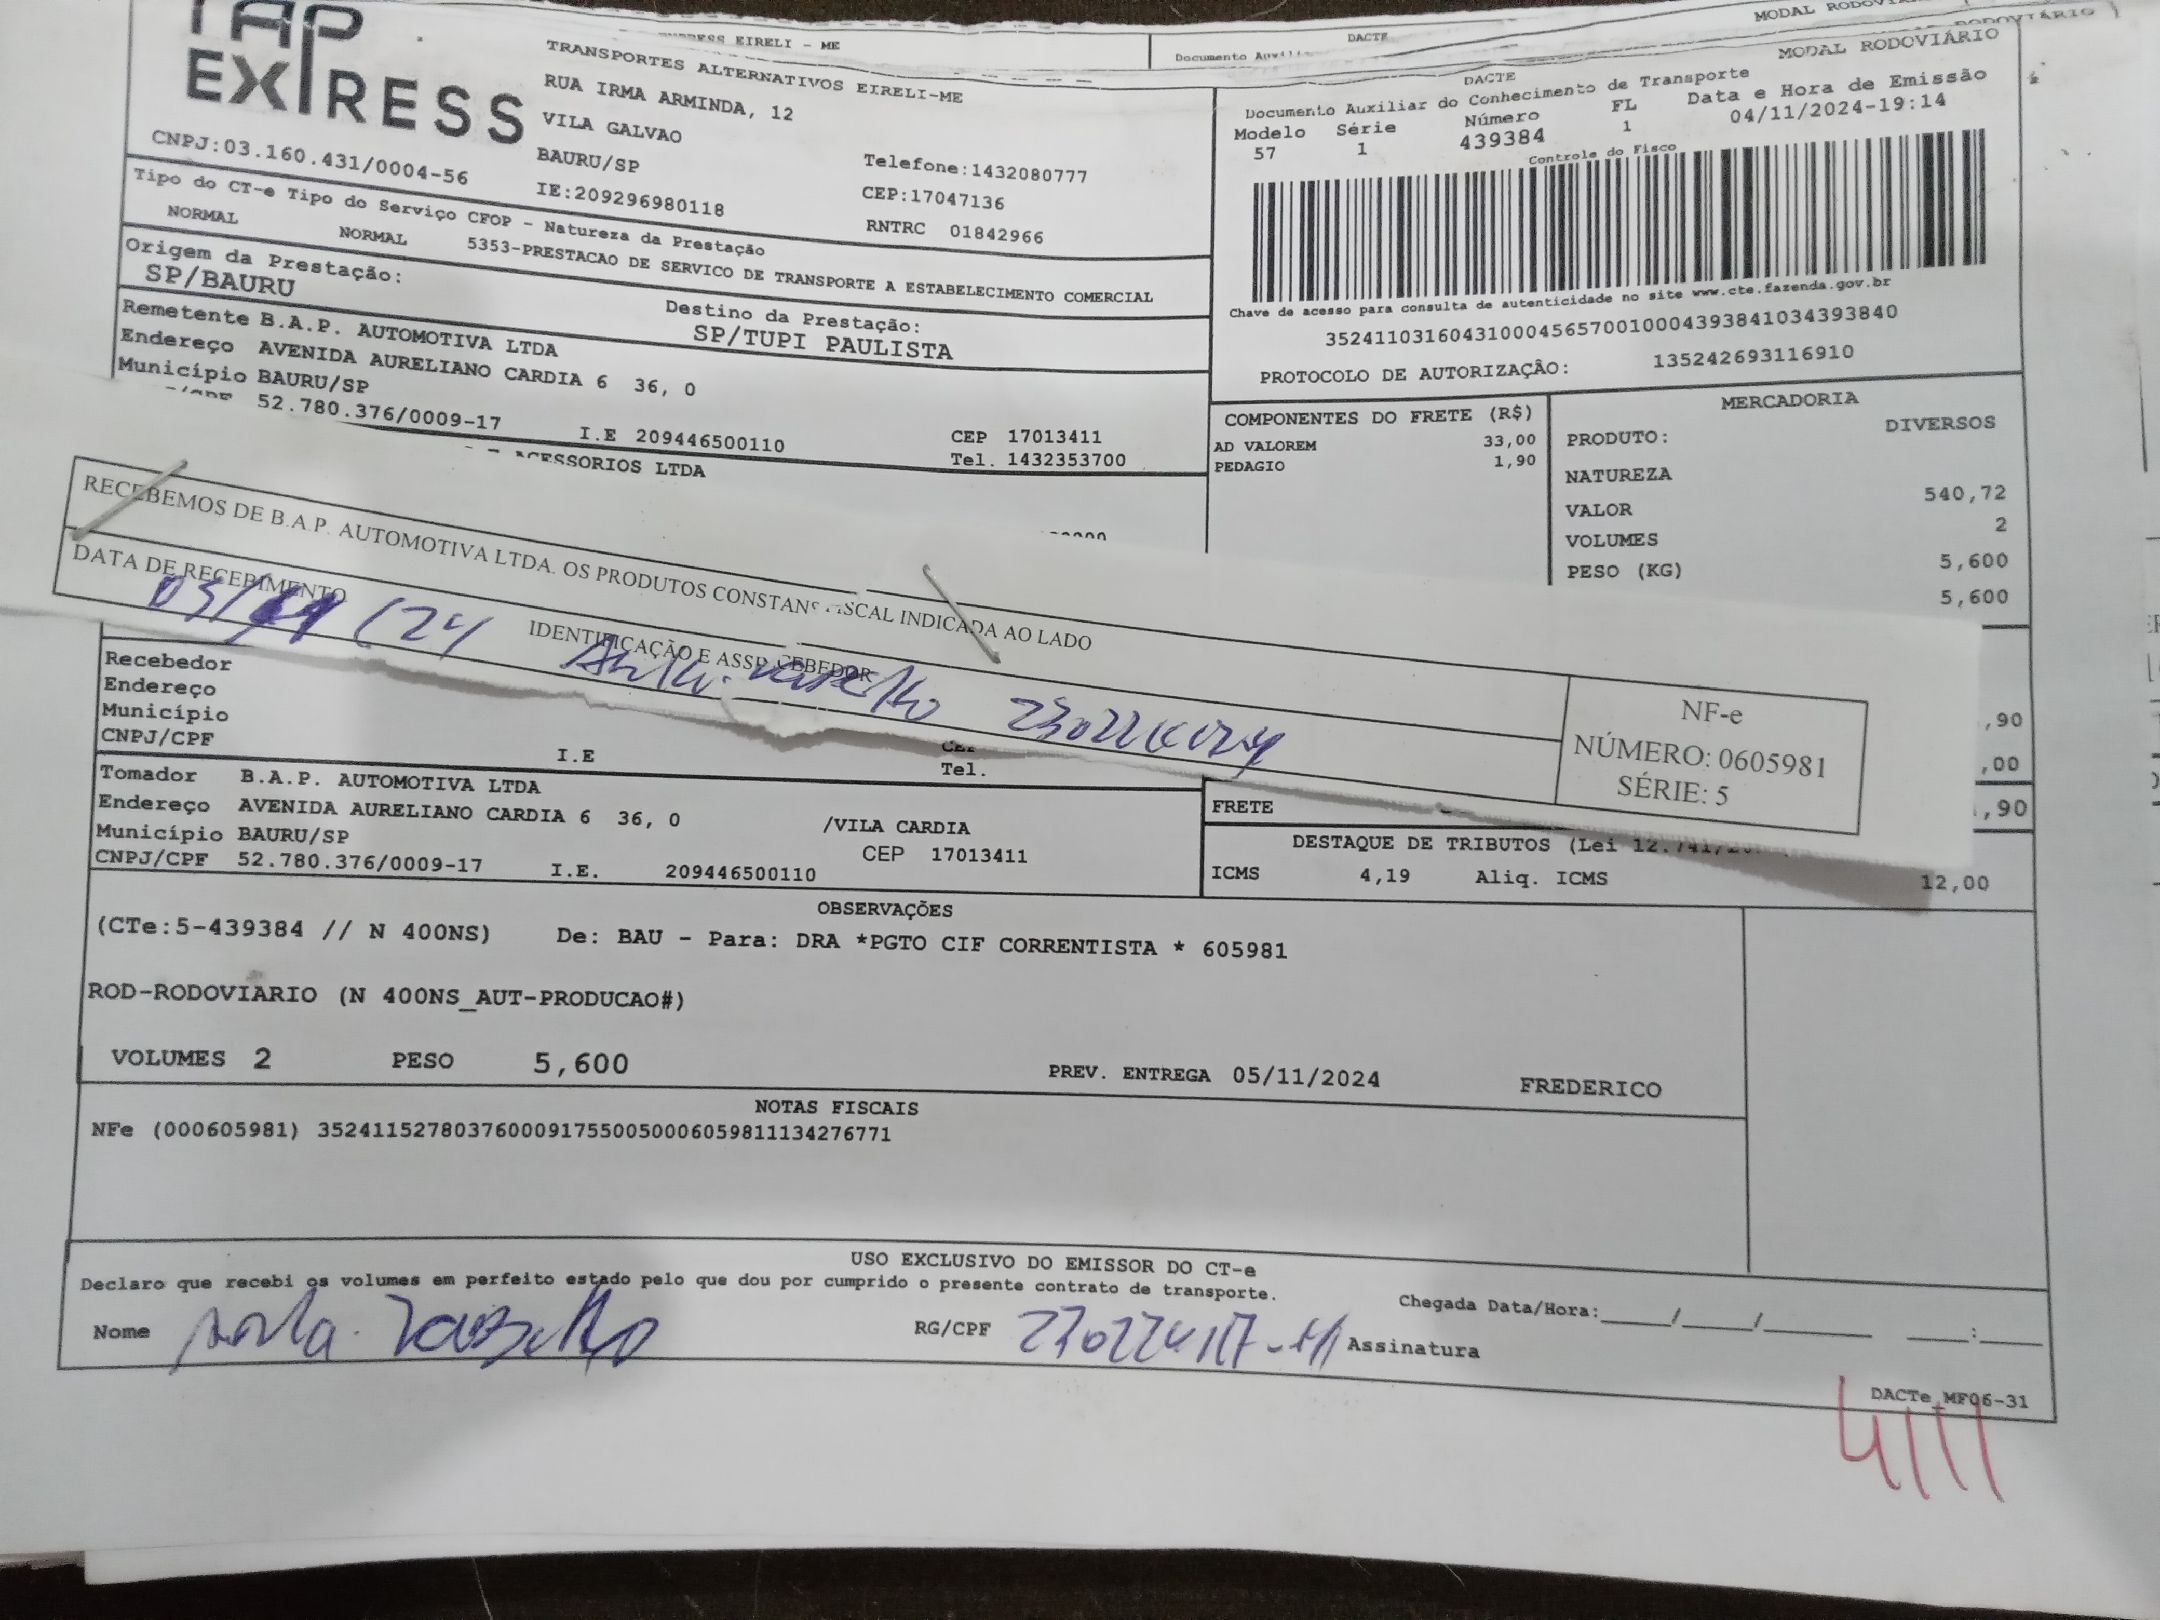 EXPRESS EIRELI - ME
DACTE
TAP
EXPRESS
CNPJ:03.160.431/0004-56
TRANSPORTES ALTERNATIVOS EIRELI-ME
RUA IRMA ARMINDA, 12
VILA GALVAO
BAURU/SP
IE:209296980118
Telefone:1432080777
CEP:17047136
RNTRC 01842966
MODAL RODOVIÁRIO
DACTE
Documento Auxiliar do Conhecimento de Transporte
Modelo Série Número FL Data e Hora de Emissão
57 1 439384 1 04/11/2024-19:14
Controle do Fisco
Chave de acesso para consulta de autenticidade no site www.cte.fazenda.gov.br
35241103160431000456570010004393841034393840
PROTOCOLO DE AUTORIZAÇÃO: 135242693116910
Tipo do CT-e Tipo do Serviço CFOP - Natureza da Prestação
NORMAL NORMAL 5353-PRESTACAO DE SERVICO DE TRANSPORTE A ESTABELECIMENTO COMERCIAL
Origem da Prestação: Destino da Prestação:
SP/BAURU SP/TUPI PAULISTA
Remetente B.A.P. AUTOMOTIVA LTDA
Endereço AVENIDA AURELIANO CARDIA 6 36, 0
Município BAURU/SP CEP 17013411
52.780.376/0009-17 I.E 209446500110 Tel. 1432353700
ACESSORIOS LTDA
COMPONENTES DO FRETE (R$)
AD VALOREM 33,00
PEDAGIO 1,90
MERCADORIA
PRODUTO: DIVERSOS
NATUREZA
VALOR 540,72
VOLUMES 2
PESO (KG) 5,600
5,600
RECEBEMOS DE B.A.P. AUTOMOTIVA LTDA. OS PRODUTOS FISCAL INDICADA AO LADO
DATA DE RECEBIMENTO IDENTIFICAÇÃO E
NF-e
NÚMERO: 0605981
SÉRIE: 5
Recebedor
Endereço
Município
CNPJ/CPF I.E Tel.
,90
,00
FRETE ,90
Tomador B.A.P. AUTOMOTIVA LTDA
Endereço AVENIDA AURELIANO CARDIA 6 36, 0 /VILA CARDIA
Município BAURU/SP CEP 17013411
CNPJ/CPF 52.780.376/0009-17 I.E. 209446500110
DESTAQUE DE TRIBUTOS (Lei
ICMS 4,19 Aliq. ICMS 12,00
OBSERVAÇÕES
(CTe:5-439384 // N 400NS) De: BAU - Para: DRA *PGTO CIF CORRENTISTA * 605981
ROD-RODOVIARIO (N 400NS_AUT-PRODUCAO#)
VOLUMES 2 PESO 5,600 PREV. ENTREGA 05/11/2024 FREDERICO
NOTAS FISCAIS
NFe (000605981) 35241152780376000917550050006059811134276771
USO EXCLUSIVO DO EMISSOR DO CT-e
Declaro que recebi os volumes em perfeito estado pelo que dou por cumprido o presente contrato de transporte.
Chegada Data/Hora:____/____/______ ____:____
Nome RG/CPF Assinatura
DACTe_MF06-31